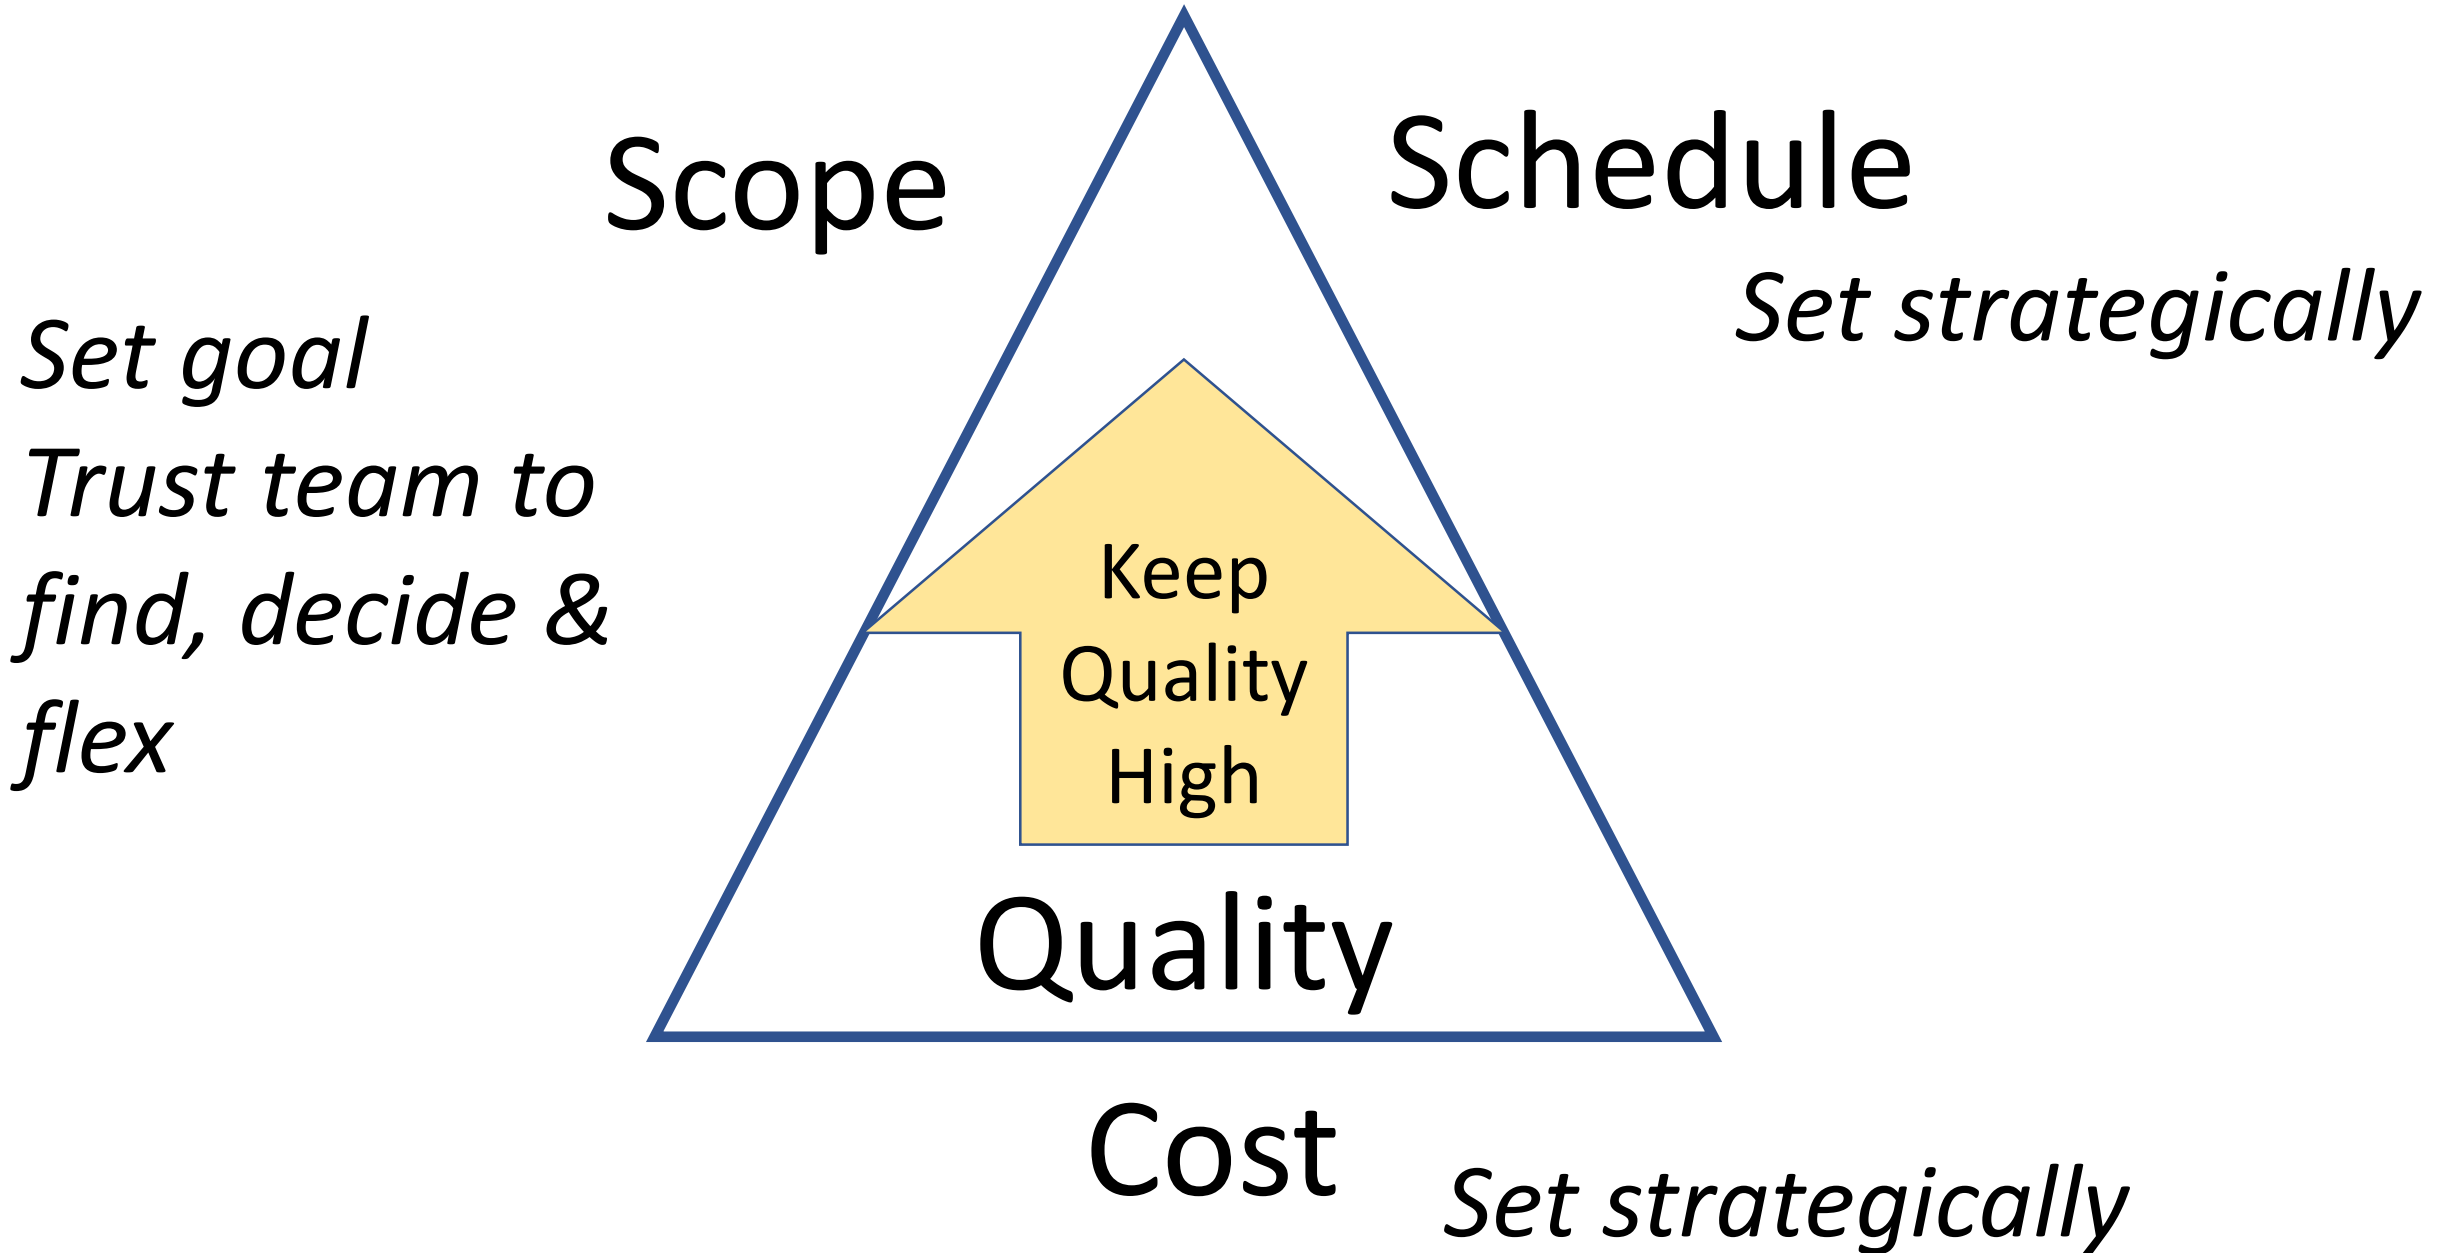 Scope
Schedule
Set strategically
Set goal
Trust team to
find, decide &
flex
Keep
Quality
High
Quality
Cost
Set strategically